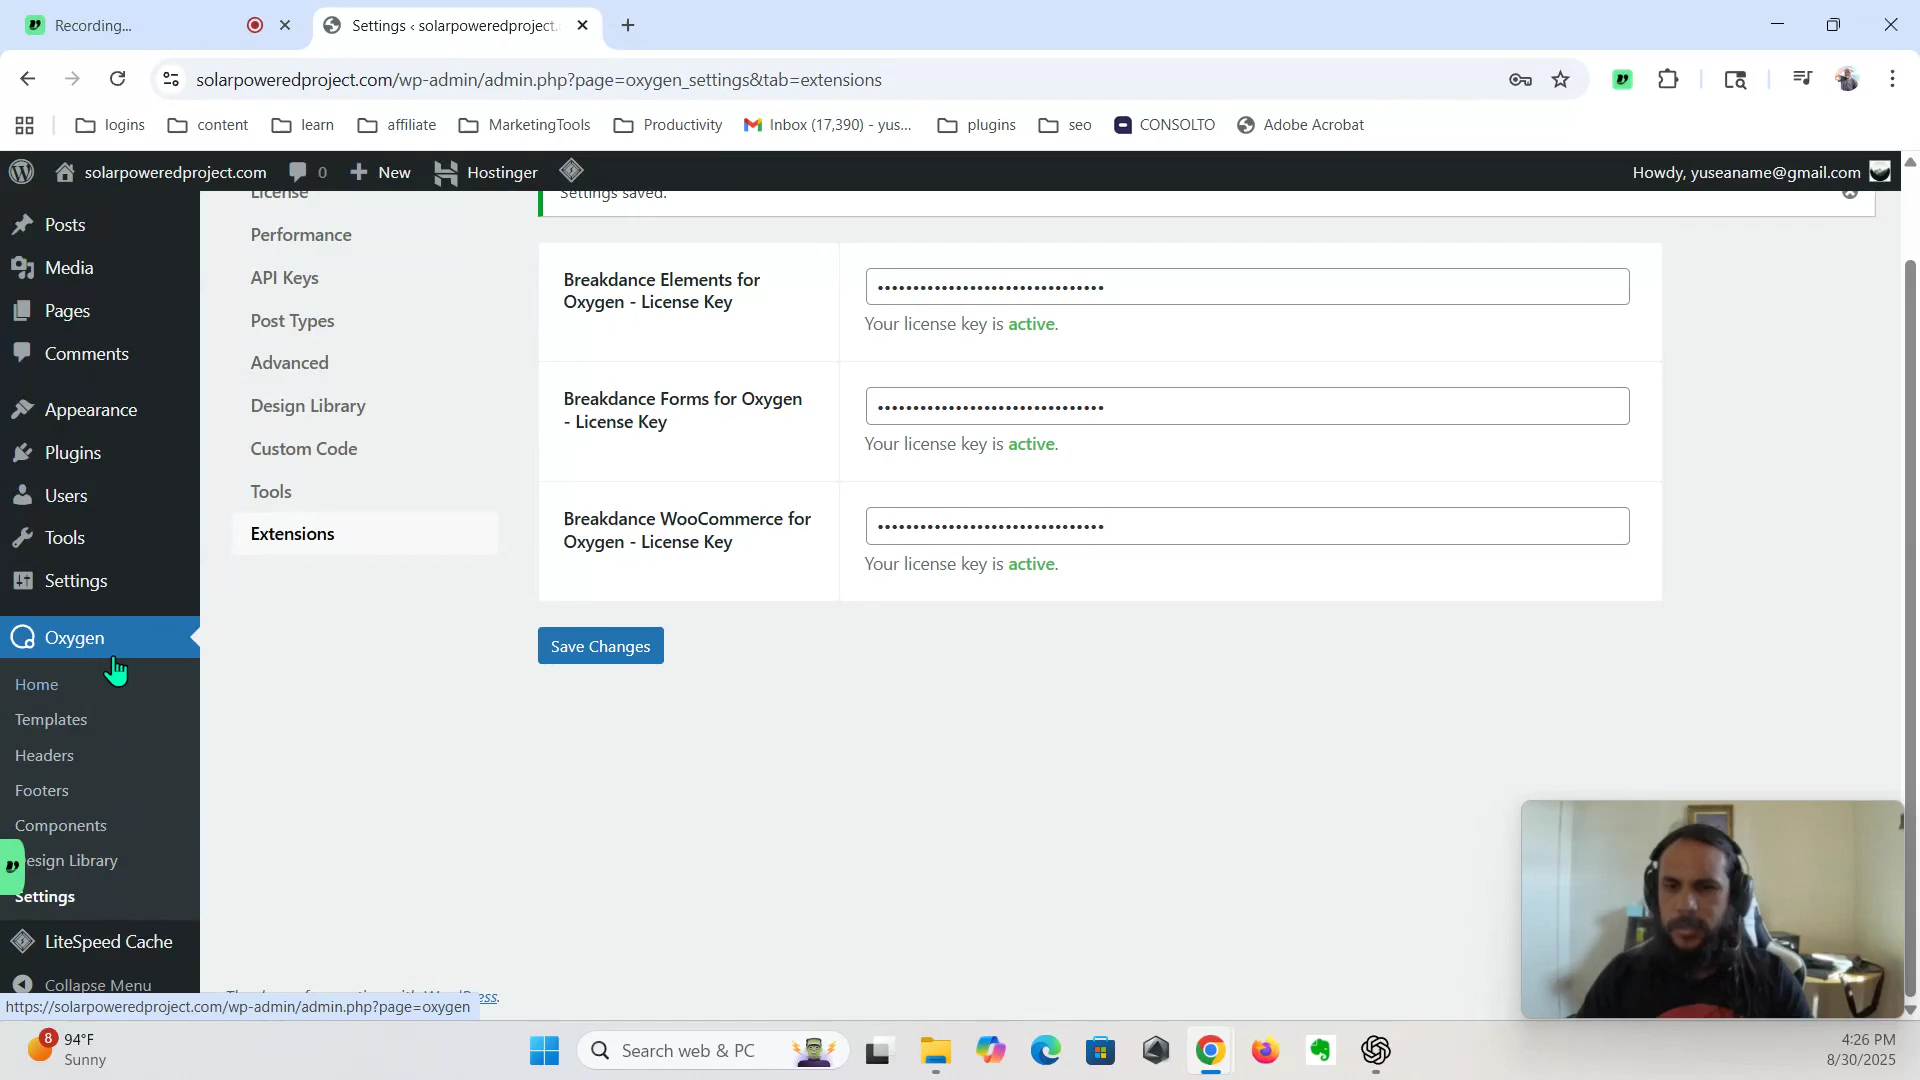 Recording...
Settings ‹ solarpoweredproject.
solarpoweredproject.com/wp-admin/admin.php?page=oxygen_settings&tab=extensions
logins
content
learn
affiliate
MarketingTools
Productivity
Inbox (17,390) - yus...
plugins
seo
CONSOLTO
Adobe Acrobat
solarpoweredproject.com
0
New
Hostinger
Howdy, yuseaname@gmail.com
Posts
Media
Pages
Comments
Appearance
Plugins
Users
Tools
Settings
Oxygen
Home
Templates
Headers
Footers
Components
esign Library
Settings
LiteSpeed Cache
Collapse Menu
License
Performance
API Keys
Post Types
Advanced
Design Library
Custom Code
Tools
Extensions
Settings saved.
Breakdance Elements for
Oxygen - License Key
Your license key is active.
Breakdance Forms for Oxygen
- License Key
Your license key is active.
Breakdance WooCommerce for
Oxygen - License Key
Your license key is active.
Save Changes
ess.
https://solarpoweredproject.com/wp-admin/admin.php?page=oxygen
8
94°F
Sunny
Search web & PC
4:26 PM
8/30/2025